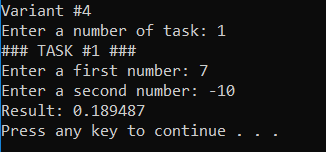 Variant #4
Enter a number of task: 1
### TASK #1 ###
Enter a first number: 7
Enter a second number: -10
Result: 0.189487
Press any key to continue . . .